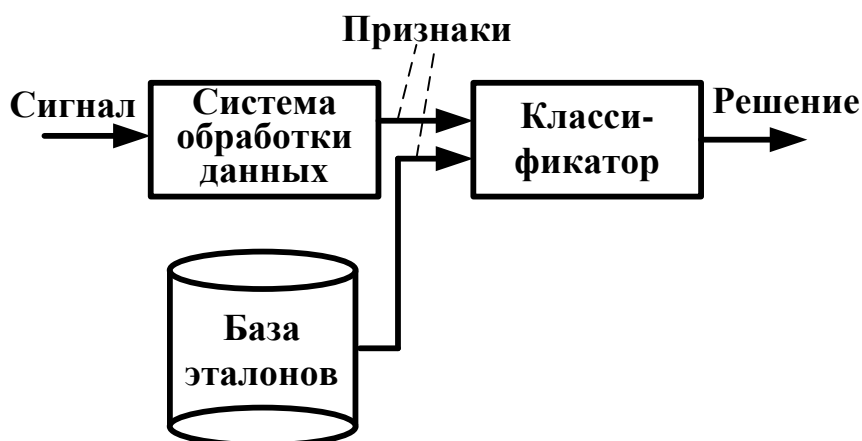 Признаки
Сигнал
Система
обработки
данных
Класси-
фикатор
Решение
База
эталонов